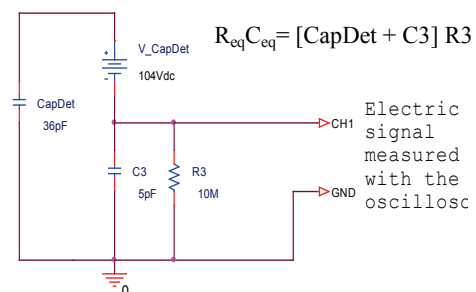 ReqCeq= [CapDet + C3] R3
V_CapDet
+
-
104Vdc
CapDet
36pF
CH1
Electric
signal
measured
with the
C3
5pF
R3
10M
GND
0